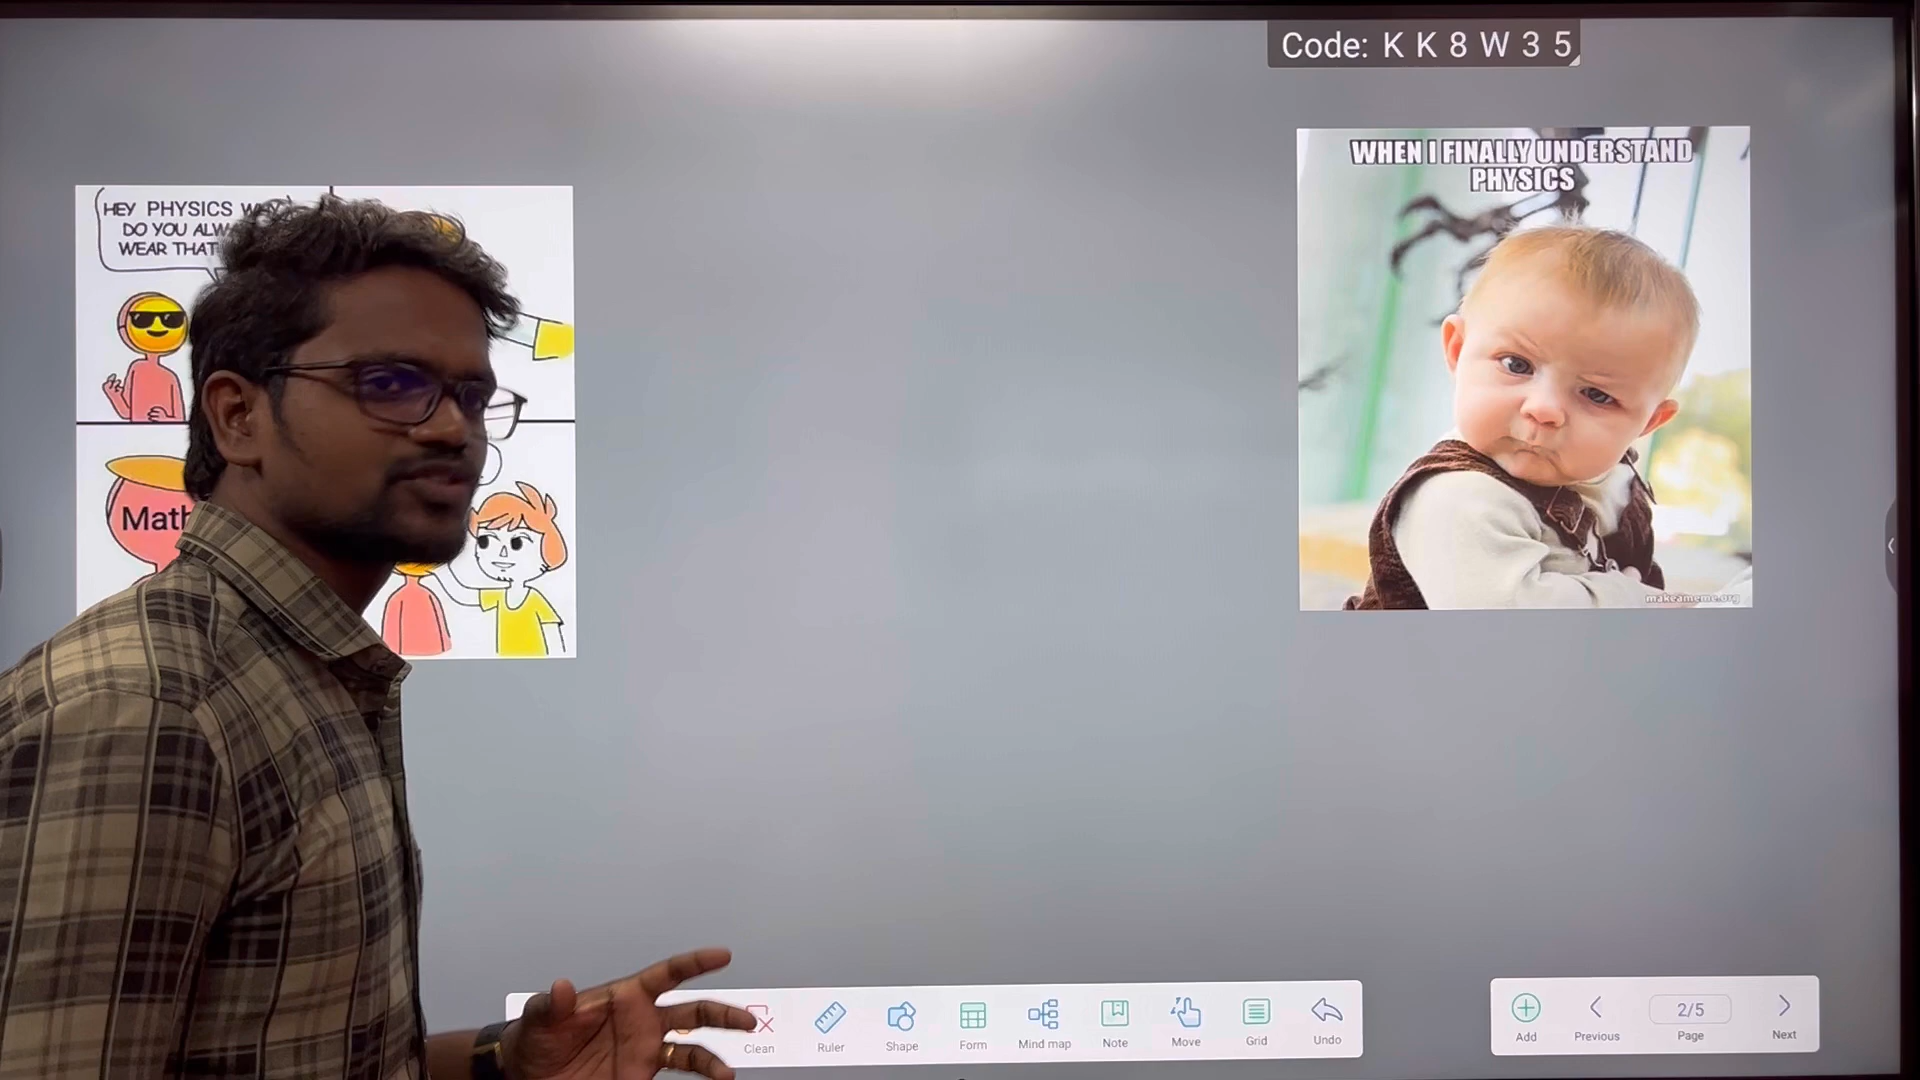 Code: K K 8 W 3 5
HEY PHYSICS
DO YOU
WEAR THAT
WHEN I FINALLY UNDERSTAND
PHYSICS
makeameme.org
Clean
Ruler
Shape
Form
Mind map
Note
Move
Grid
Undo
Add
Previous
2/5
Page
Next